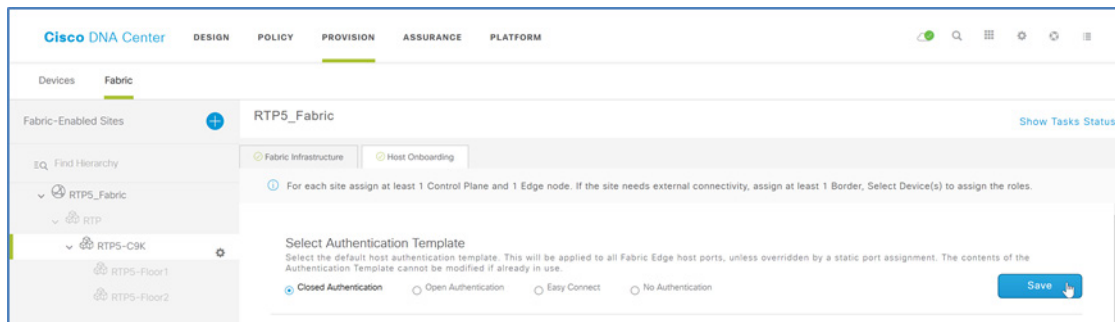 Cisco DNA Center DESIGN POLICY PROVISION ASSURANCE PLATFORM
Devices Fabric
Fabric-Enabled Sites
RTP5_Fabric
Show Tasks Status
Find Hierarchy
Fabric Infrastructure Host Onboarding
For each site assign at least 1 Control Plane and 1 Edge node. If the site needs external connectivity, assign at least 1 Border, Select Device(s) to assign the roles.
RTP5_Fabric
RTP
RTP5-C9K
RTP5-Floor1
RTP5-Floor2
Select Authentication Template
Select the default host authentication template. This will be applied to all Fabric Edge host ports, unless overridden by a static port assignment. The contents of the
Authentication Template cannot be modified if already in use.
Closed Authentication Open Authentication Easy Connect No Authentication
Save